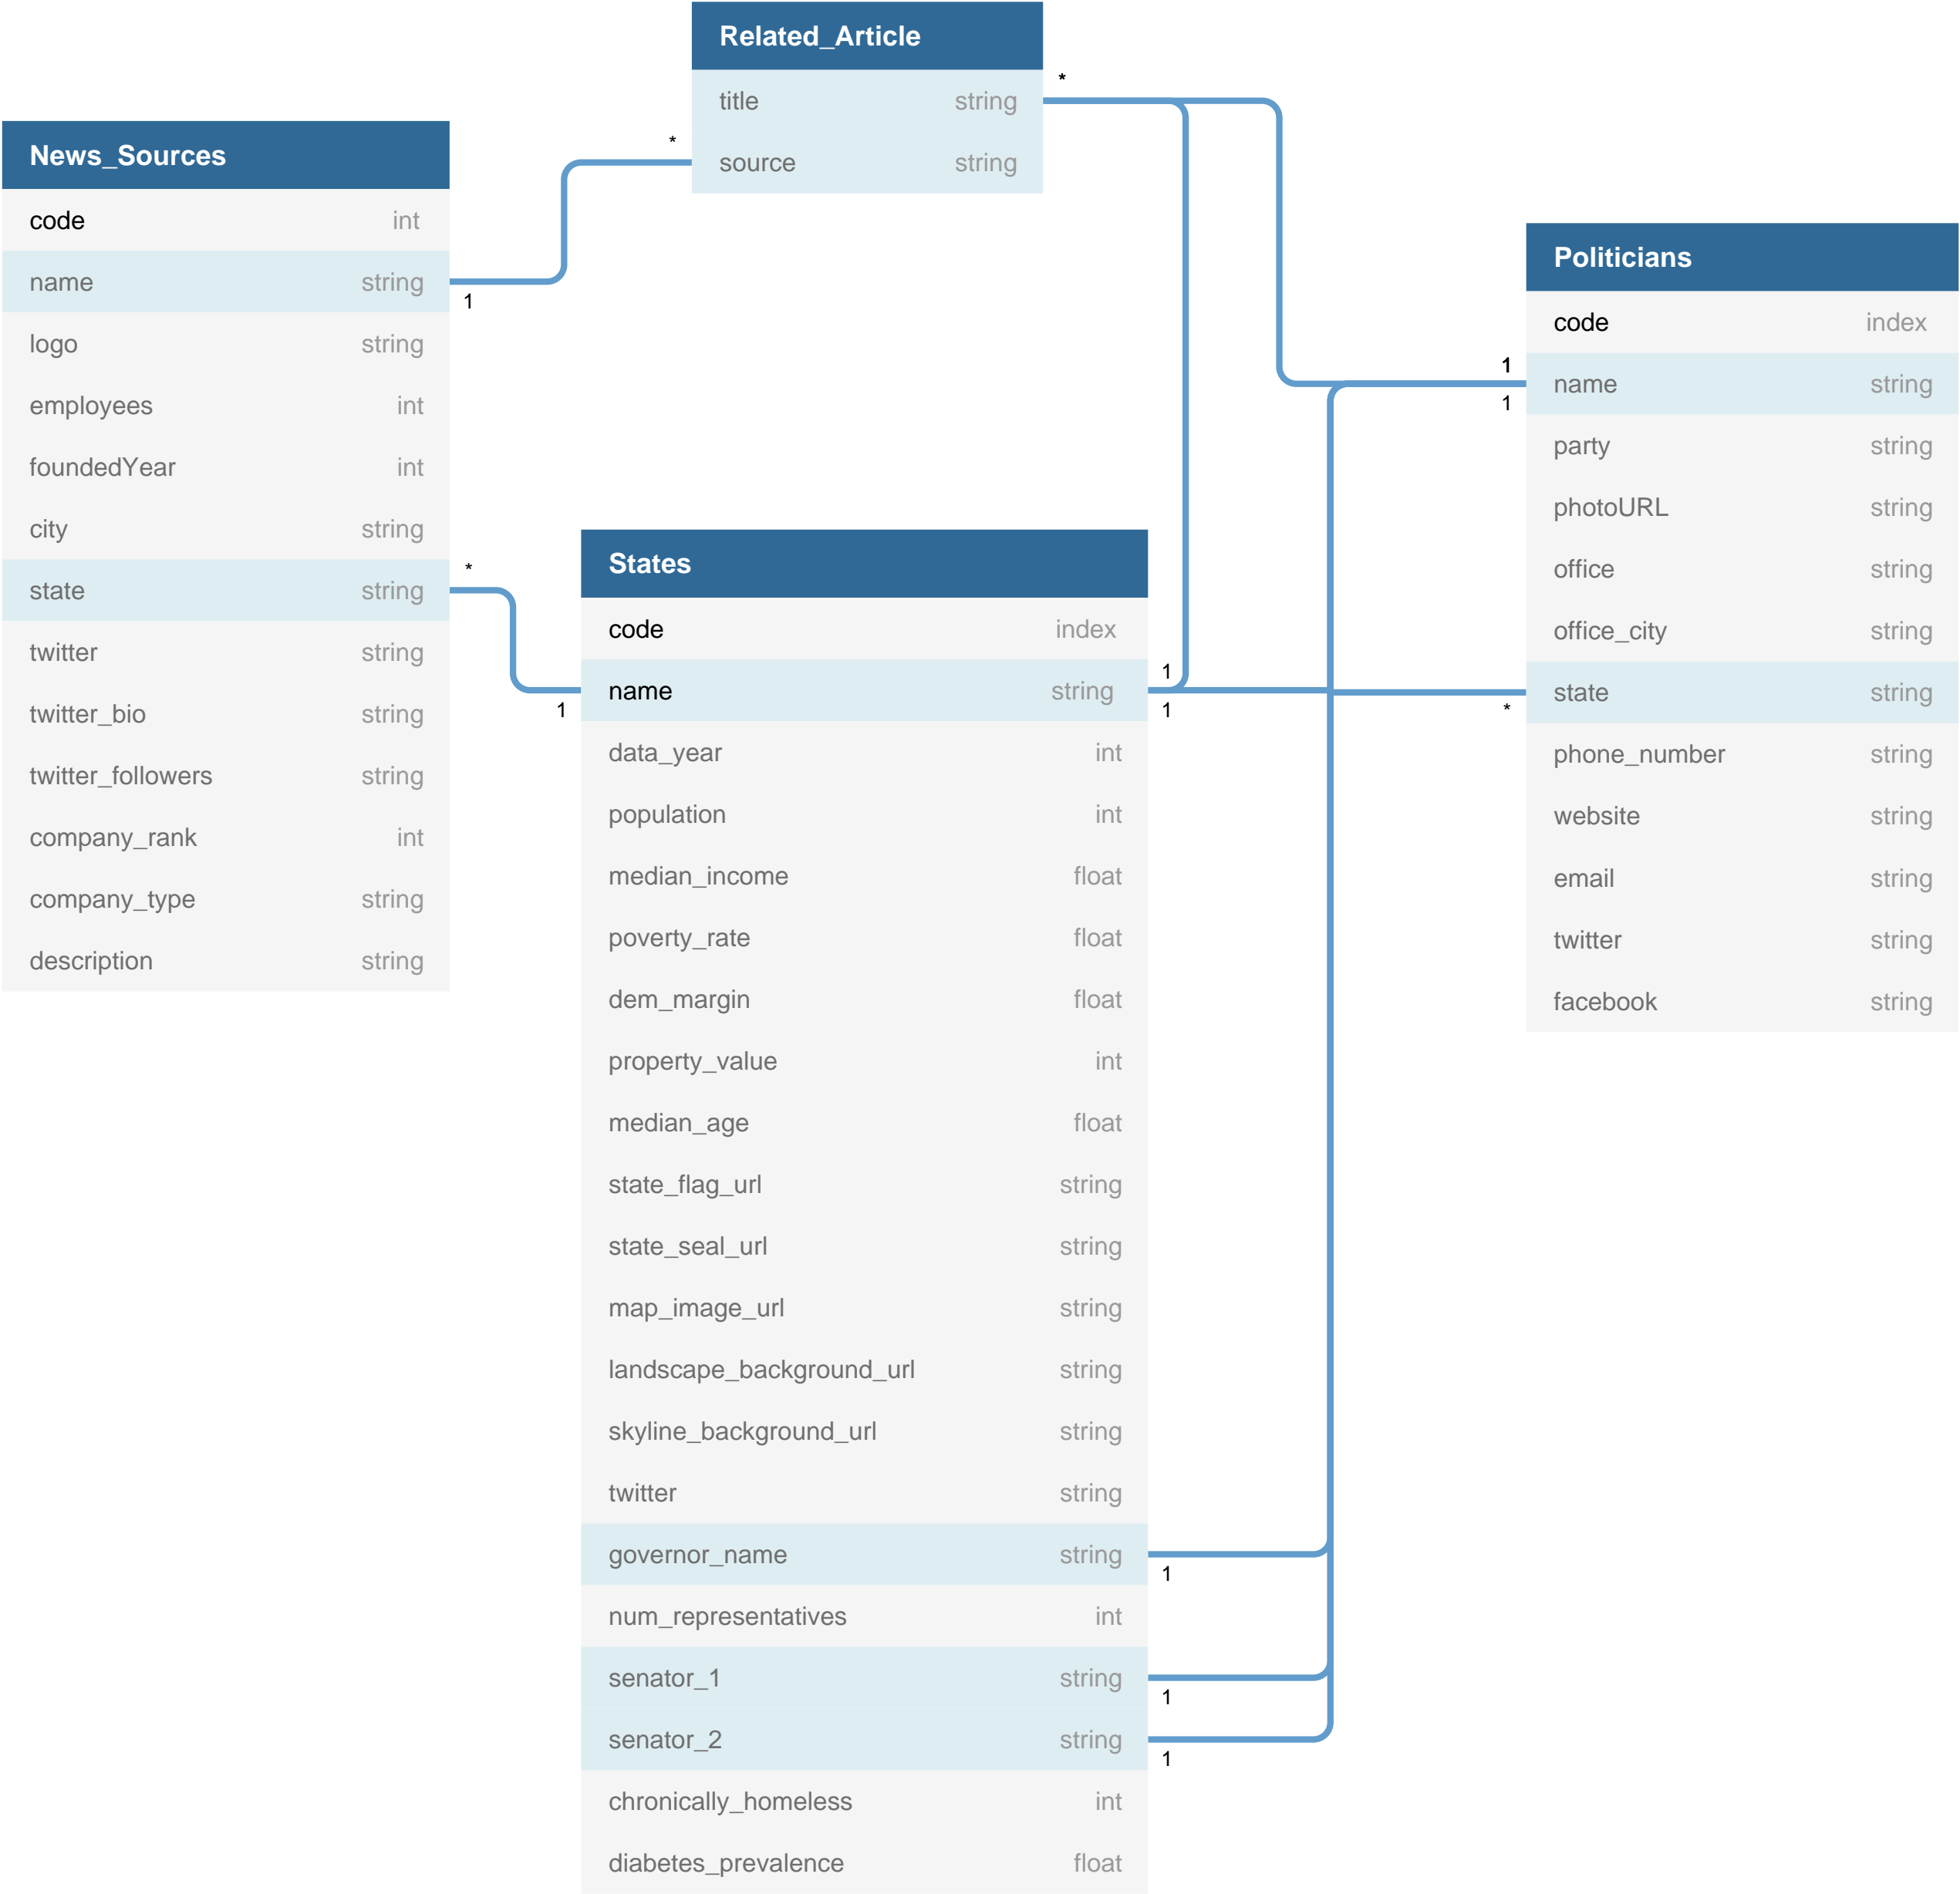 Related_Article
title string
source string
*
*
News_Sources
code int
name string
logo string
employees int
foundedYear int
city string
state string
twitter string
twitter_bio string
twitter_followers string
company_rank int
company_type string
description string
1
*
States
code index
name string
data_year int
population int
median_income float
poverty_rate float
dem_margin float
property_value int
median_age float
state_flag_url string
state_seal_url string
map_image_url string
landscape_background_url string
skyline_background_url string
twitter string
governor_name string
num_representatives int
senator_1 string
senator_2 string
chronically_homeless int
diabetes_prevalence float
1
1
1
1
1
1
Politicians
code index
name string
party string
photoURL string
office string
office_city string
state string
phone_number string
website string
email string
twitter string
facebook string
1
1
*